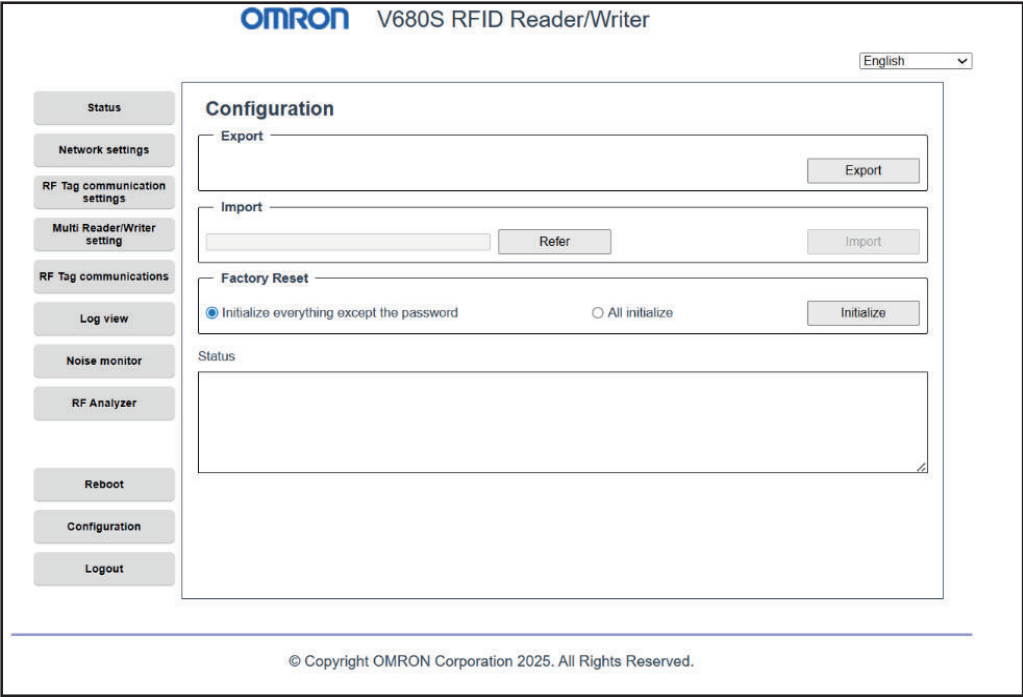 OMRON V680S RFID Reader/Writer
English
Status
Network settings
RF Tag communication
settings
Multi Reader/Writer
setting
RF Tag communications
Log view
Noise monitor
RF Analyzer
Reboot
Configuration
Logout
Configuration
Export
Export
Import
Refer
Import
Factory Reset
Initialize everything except the password
All initialize
Initialize
Status
© Copyright OMRON Corporation 2025. All Rights Reserved.